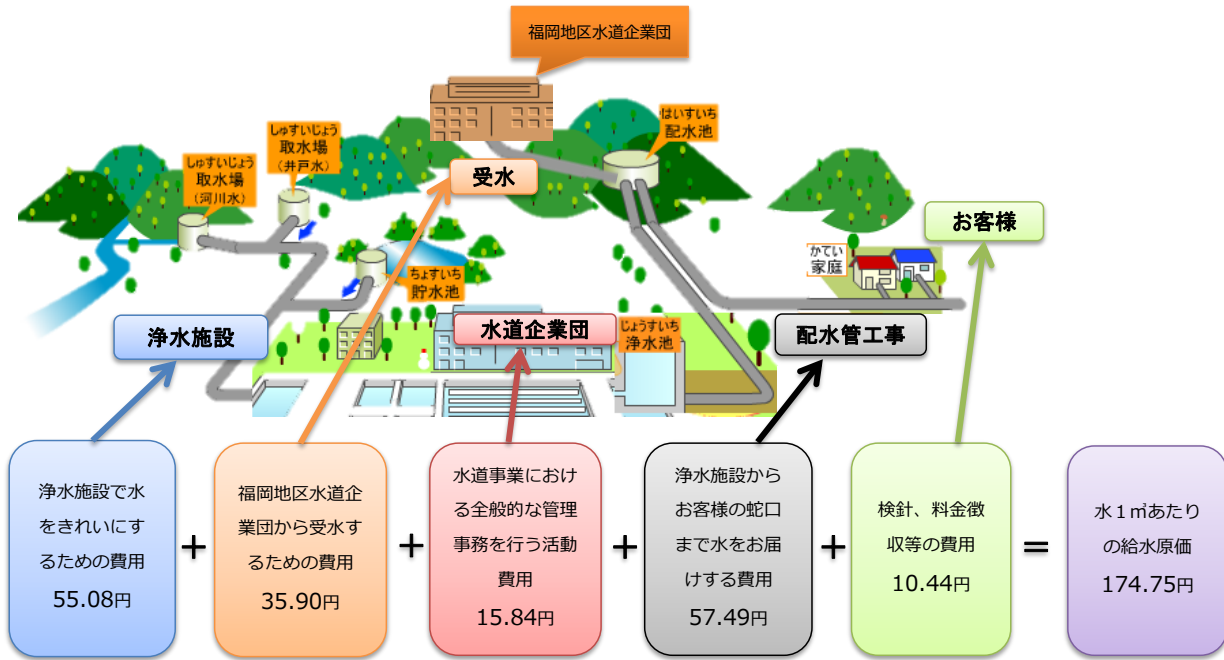 福岡地区水道企業団
はいすいち
配水池
しゅすいじょう
取水場
(井戸水)
しゅすいじょう
取水場
(河川水)
受水
お客様
かてい
家庭
ちょすいち
貯水池
浄水施設
水道企業団
じょうすいち
浄水池
配水管工事
浄水施設で水
をきれいにす
るための費用
55.08円
+
福岡地区水道企
業団から受水す
るための費用
35.90円
+
水道事業におけ
る全般的な管理
事務を行う活動
費用
15.84円
+
浄水施設から
お客様の蛇口
まで水をお届
けする費用
57.49円
+
検針、料金徴
収等の費用
10.44円
=
水1㎥あたり
の給水原価
174.75円